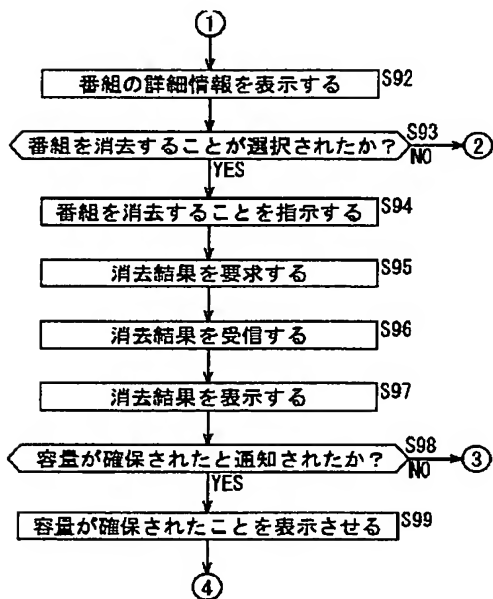 ①
番組の詳細情報を表示する S92
番組を消去することが選択されたか? S93
NO ②
YES
番組を消去することを指示する S94
消去結果を要求する S95
消去結果を受信する S96
消去結果を表示する S97
容量が確保されたと通知されたか? S98
NO ③
YES
容量が確保されたことを表示させる S99
④